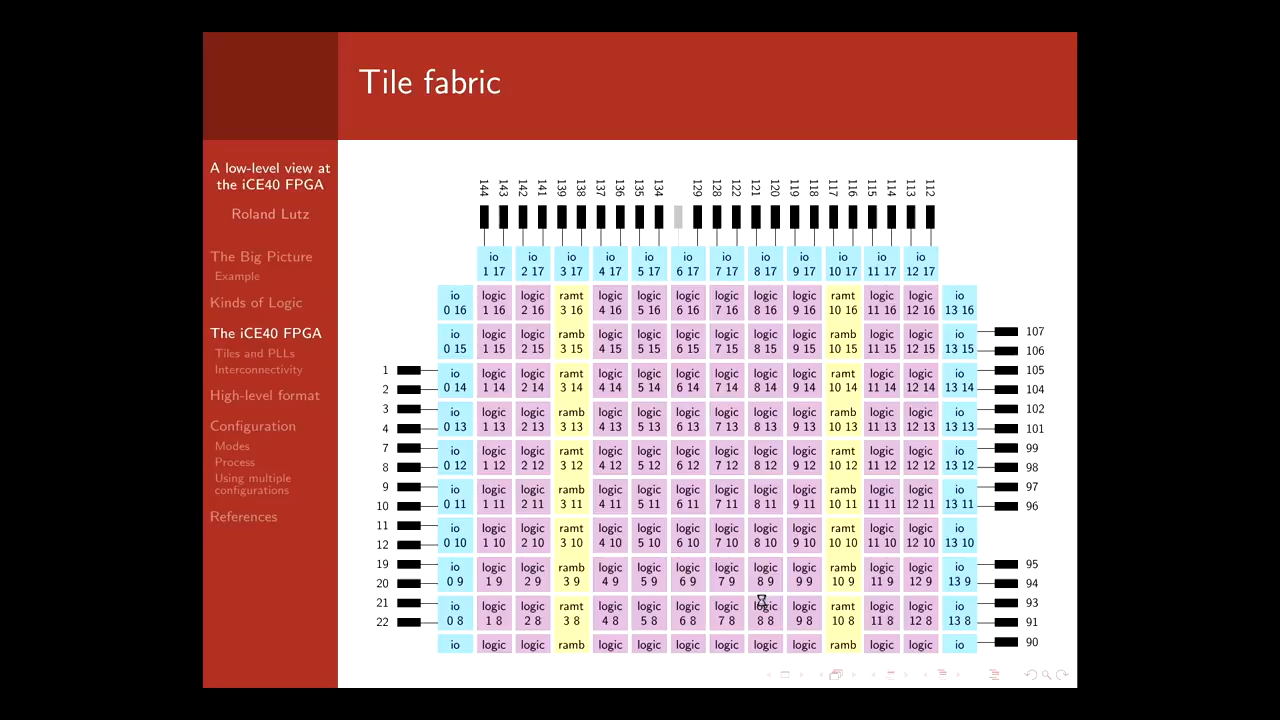 Tile fabric
A low-level view at
the iCE40 FPGA
Roland Lutz
The Big Picture
Example
Kinds of Logic
The iCE40 FPGA
Tiles and PLLs
Interconnectivity
High-level format
Configuration
Modes
Process
Using multiple
configurations
References
144 143 142 141 139 138 137 136 135 134 129 128 122 121 120 119 118 117 116 115 114 113 112
io io io io io io io io io io io io
1 17 2 17 3 17 4 17 5 17 6 17 7 17 8 17 9 17 10 17 11 17 12 17
io logic logic ramt logic logic logic logic logic logic ramt logic logic io
0 16 1 16 2 16 3 16 4 16 5 16 6 16 7 16 8 16 9 16 10 16 11 16 12 16 13 16
io logic logic ramb logic logic logic logic logic logic ramb logic logic io 107
0 15 1 15 2 15 3 15 4 15 5 15 6 15 7 15 8 15 9 15 10 15 11 15 12 15 13 15 106
1 io logic logic ramt logic logic logic logic logic logic ramt logic logic io 105
2 0 14 1 14 2 14 3 14 4 14 5 14 6 14 7 14 8 14 9 14 10 14 11 14 12 14 13 14 104
3 io logic logic ramb logic logic logic logic logic logic ramb logic logic io 102
4 0 13 1 13 2 13 3 13 4 13 5 13 6 13 7 13 8 13 9 13 10 13 11 13 12 13 13 13 101
7 io logic logic ramt logic logic logic logic logic logic ramt logic logic io 99
8 0 12 1 12 2 12 3 12 4 12 5 12 6 12 7 12 8 12 9 12 10 12 11 12 12 12 13 12 98
9 io logic logic ramb logic logic logic logic logic logic ramb logic logic io 97
10 0 11 1 11 2 11 3 11 4 11 5 11 6 11 7 11 8 11 9 11 10 11 11 11 12 11 13 11 96
11 io logic logic ramt logic logic logic logic logic logic ramt logic logic io
12 0 10 1 10 2 10 3 10 4 10 5 10 6 10 7 10 8 10 9 10 10 10 11 10 12 10 13 10
19 io logic logic ramb logic logic logic logic logic logic ramb logic logic io 95
20 0 9 1 9 2 9 3 9 4 9 5 9 6 9 7 9 8 9 9 9 10 9 11 9 12 9 13 9 94
21 io logic logic ramt logic logic logic logic logic logic ramt logic logic io 93
22 0 8 1 8 2 8 3 8 4 8 5 8 6 8 7 8 8 8 9 8 10 8 11 8 12 8 13 8 91
io logic logic ramb logic logic logic logic logic logic ramb logic logic io 90